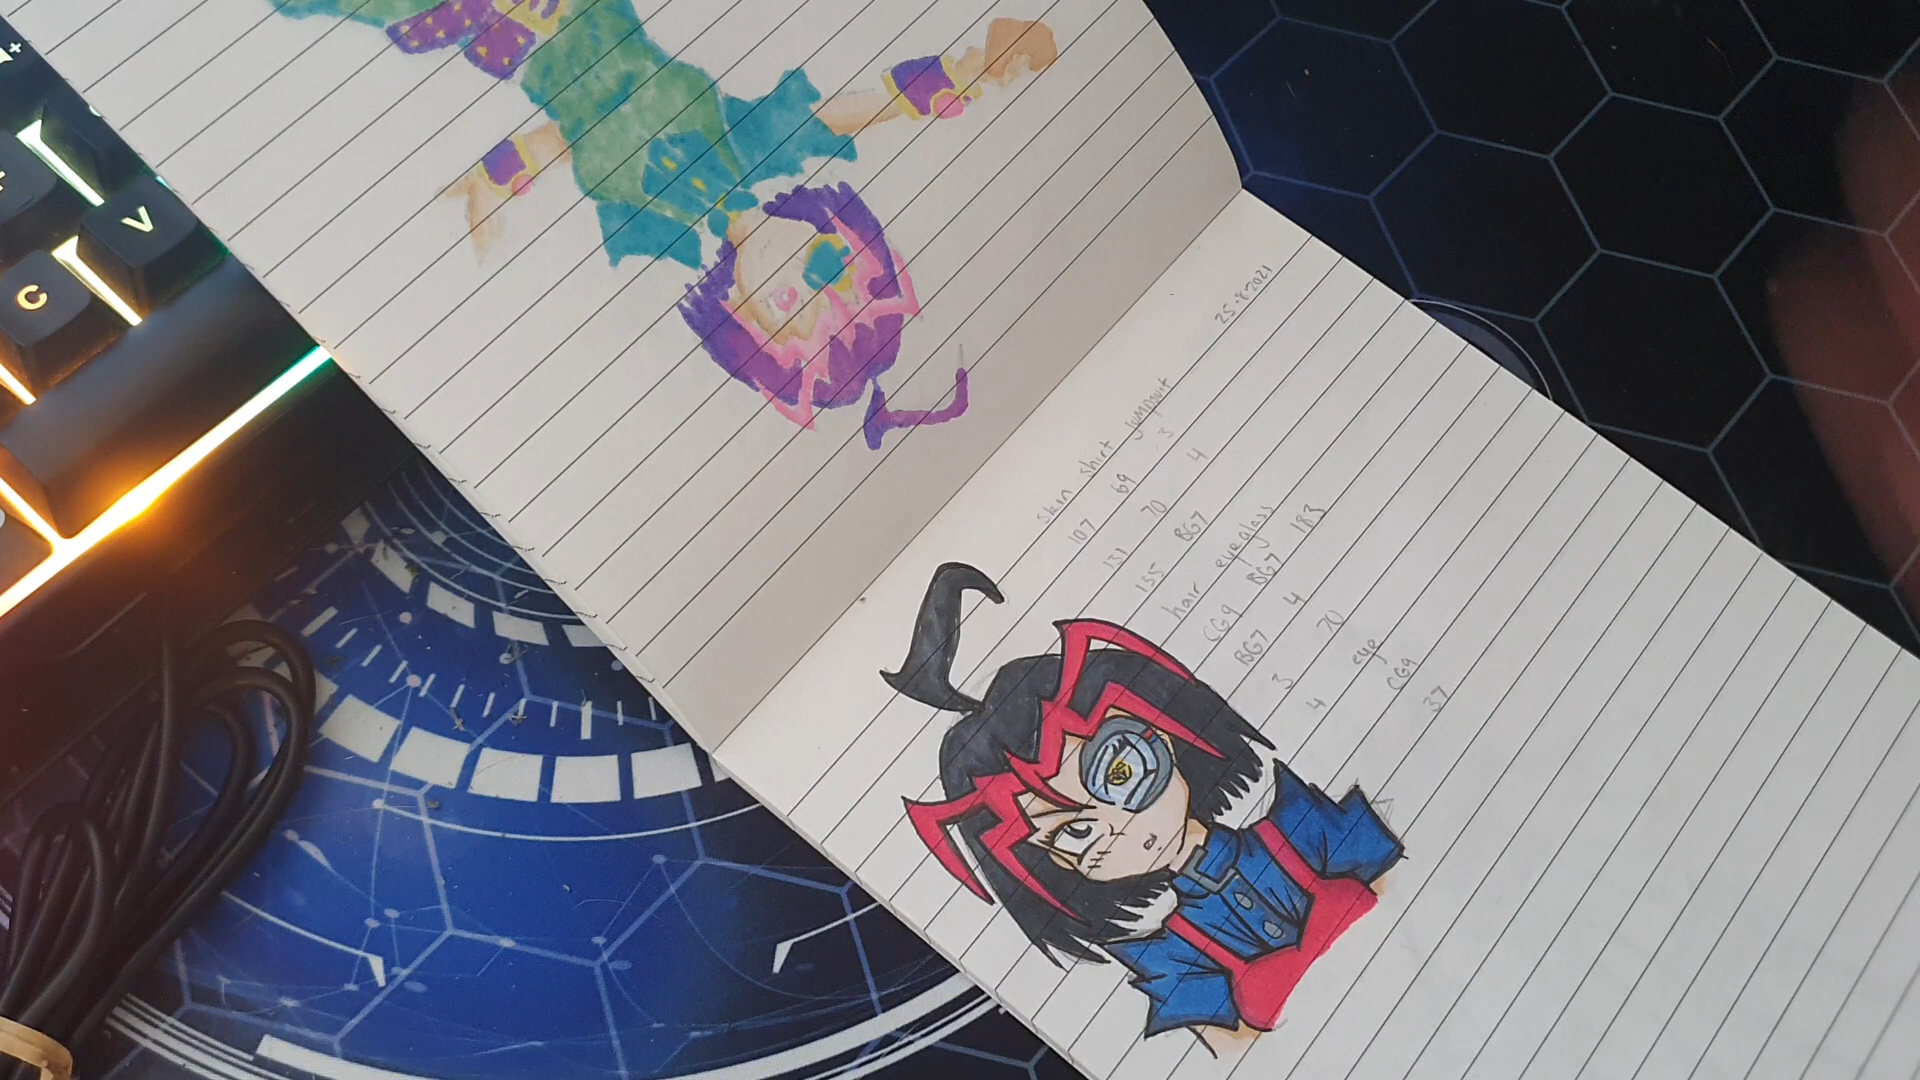 25-8-2021
skin shirt jumpsuit
107 69 3
131 70 4
135 BG7
hair eyeglass
CG9 BG7 183
BG7 4
3 70
4 eye
CG9
37
V
C